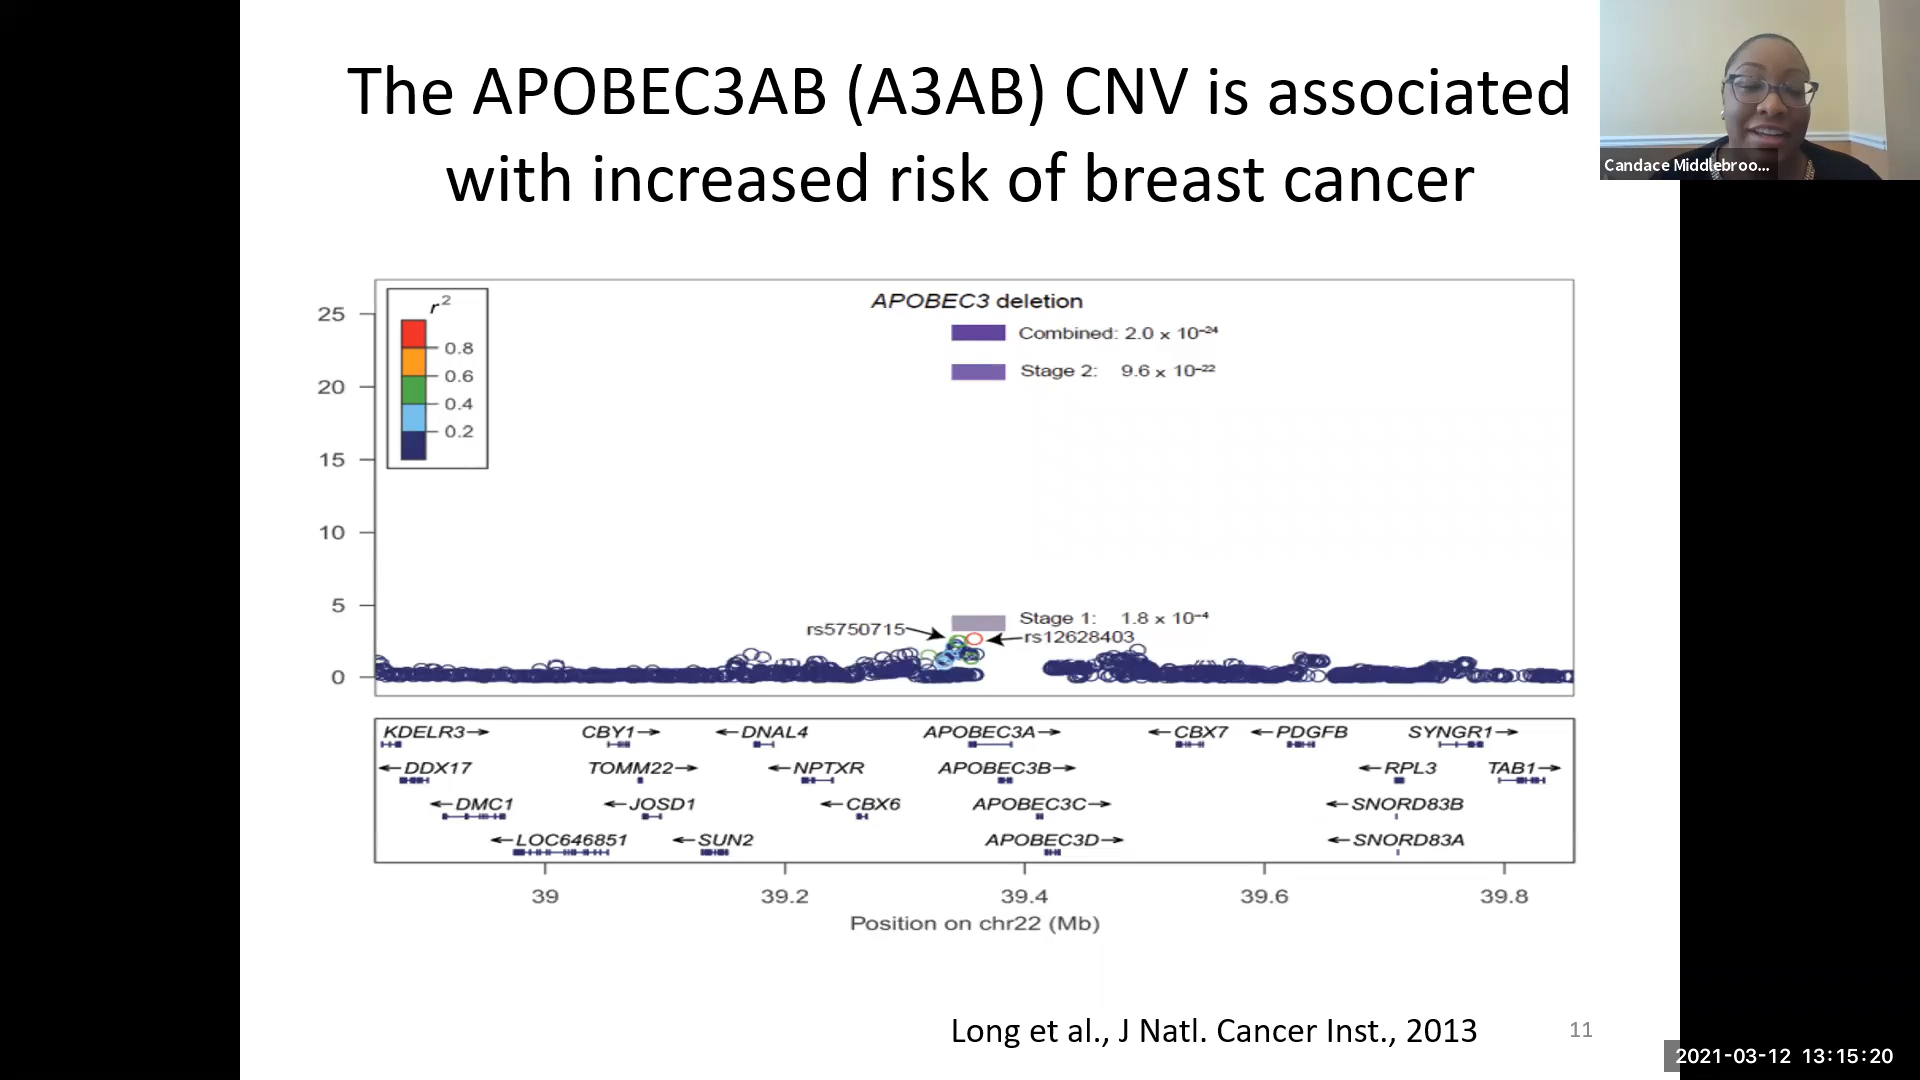 The APOBEC3AB (A3AB) CNV is associated
with increased risk of breast cancer
Candace Middlebroo...
r²
0.8
0.6
0.4
0.2
25
20
15
10
5
0
APOBEC3 deletion
Combined: 2.0 x 10⁻²⁴
Stage 2: 9.6 x 10⁻²²
Stage 1: 1.8 x 10⁻⁴
rs5750715
rs12628403
KDELR3→ CBY1→ ←DNAL4 APOBEC3A→ ←CBX7 ←PDGFB SYNGR1→
←DDX17 TOMM22→ ←NPTXR APOBEC3B→ ←RPL3 TAB1→
←DMC1 ←JOSD1 ←CBX6 APOBEC3C→ ←SNORD83B
←LOC646851 ←SUN2 APOBEC3D→ ←SNORD83A
39 39.2 39.4 39.6 39.8
Position on chr22 (Mb)
Long et al., J Natl. Cancer Inst., 2013
11
2021-03-12 13:15:20